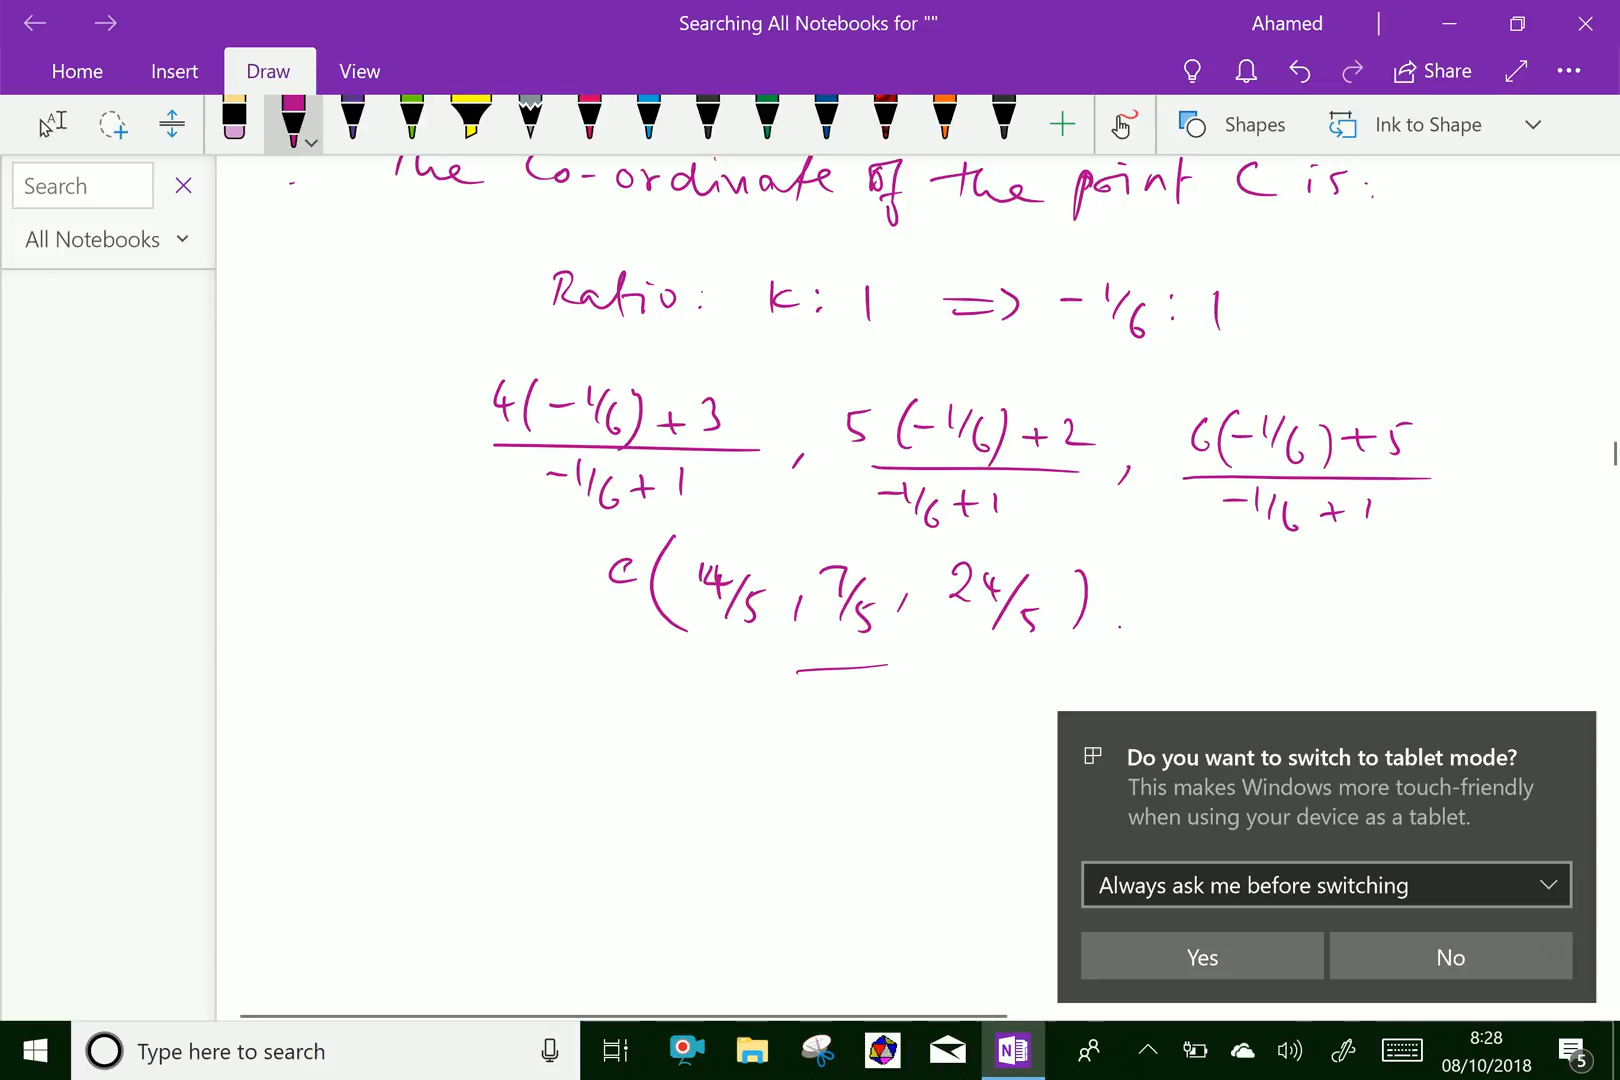 Searching All Notebooks for ""
Ahamed
Home Insert Draw View
Share
Shapes
Ink to Shape
Search
All Notebooks
The Co-ordinate of the point C is:
Ratio: K : 1 ⇒ -1/6 : 1
4(-1/6) + 3 , 5(-1/6) + 2 , 6(-1/6) + 5
-1/6 + 1 -1/6 + 1 -1/6 + 1
C(14/5, 7/5, 24/5).
Do you want to switch to tablet mode?
This makes Windows more touch-friendly
when using your device as a tablet.
Always ask me before switching
Yes No
Type here to search
N
8:28
08/10/2018
5